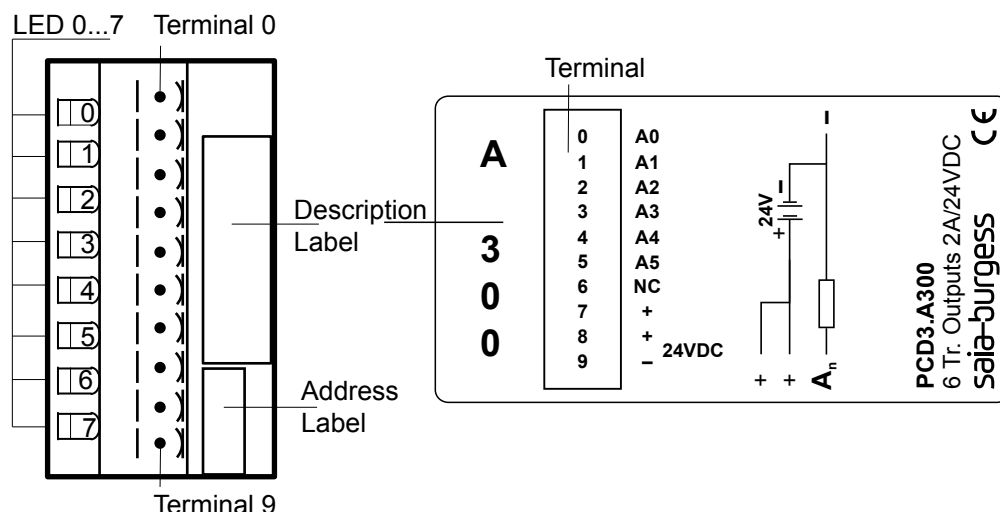 LED 0...7
Terminal 0
0
1
2
3
4
5
6
7
Description
Label
Address
Label
Terminal 9
Terminal
A
3
0
0
0 A0
1 A1
2 A2
3 A3
4 A4
5 A5
6 NC
7 +
8 +
9 –
24VDC
24V
–
+
–
+ + An
PCD3.A300
6 Tr. Outputs 2A/24VDC
saia-burgess
CE